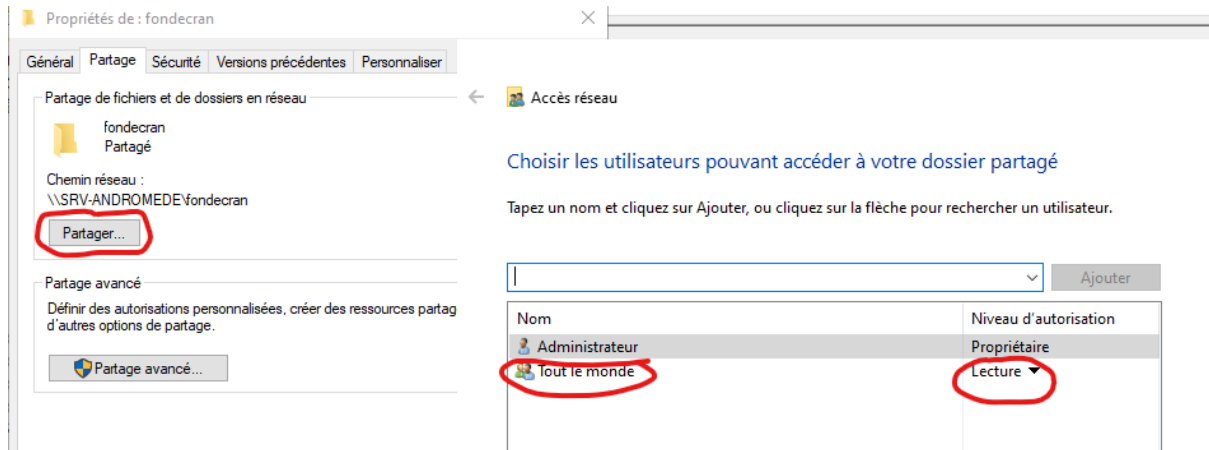 Propriétés de : fondecran
Général Partage Sécurité Versions précédentes Personnaliser
Partage de fichiers et de dossiers en réseau
fondecran
Partagé
Chemin réseau :
\\SRV-ANDROMEDE\fondecran
Partager...
Partage avancé
Définir des autorisations personnalisées, créer des ressources partag
d'autres options de partage.
Partage avancé...
Accès réseau
Choisir les utilisateurs pouvant accéder à votre dossier partagé
Tapez un nom et cliquez sur Ajouter, ou cliquez sur la flèche pour rechercher un utilisateur.
Ajouter
Nom Niveau d'autorisation
Administrateur Propriétaire
Tout le monde Lecture